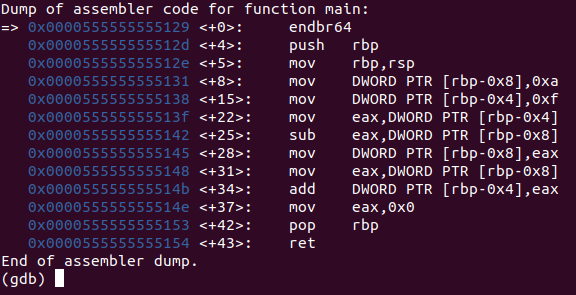 Dump of assembler code for function main:
=> 0x0000555555555129 <+0>:     endbr64
   0x000055555555512d <+4>:     push   rbp
   0x000055555555512e <+5>:     mov    rbp,rsp
   0x0000555555555131 <+8>:     mov    DWORD PTR [rbp-0x8],0xa
   0x0000555555555138 <+15>:    mov    DWORD PTR [rbp-0x4],0xf
   0x000055555555513f <+22>:    mov    eax,DWORD PTR [rbp-0x4]
   0x0000555555555142 <+25>:    sub    eax,DWORD PTR [rbp-0x8]
   0x0000555555555145 <+28>:    mov    DWORD PTR [rbp-0x8],eax
   0x0000555555555148 <+31>:    mov    eax,DWORD PTR [rbp-0x8]
   0x000055555555514b <+34>:    add    DWORD PTR [rbp-0x4],eax
   0x000055555555514e <+37>:    mov    eax,0x0
   0x0000555555555153 <+42>:    pop    rbp
   0x0000555555555154 <+43>:    ret
End of assembler dump.
(gdb)